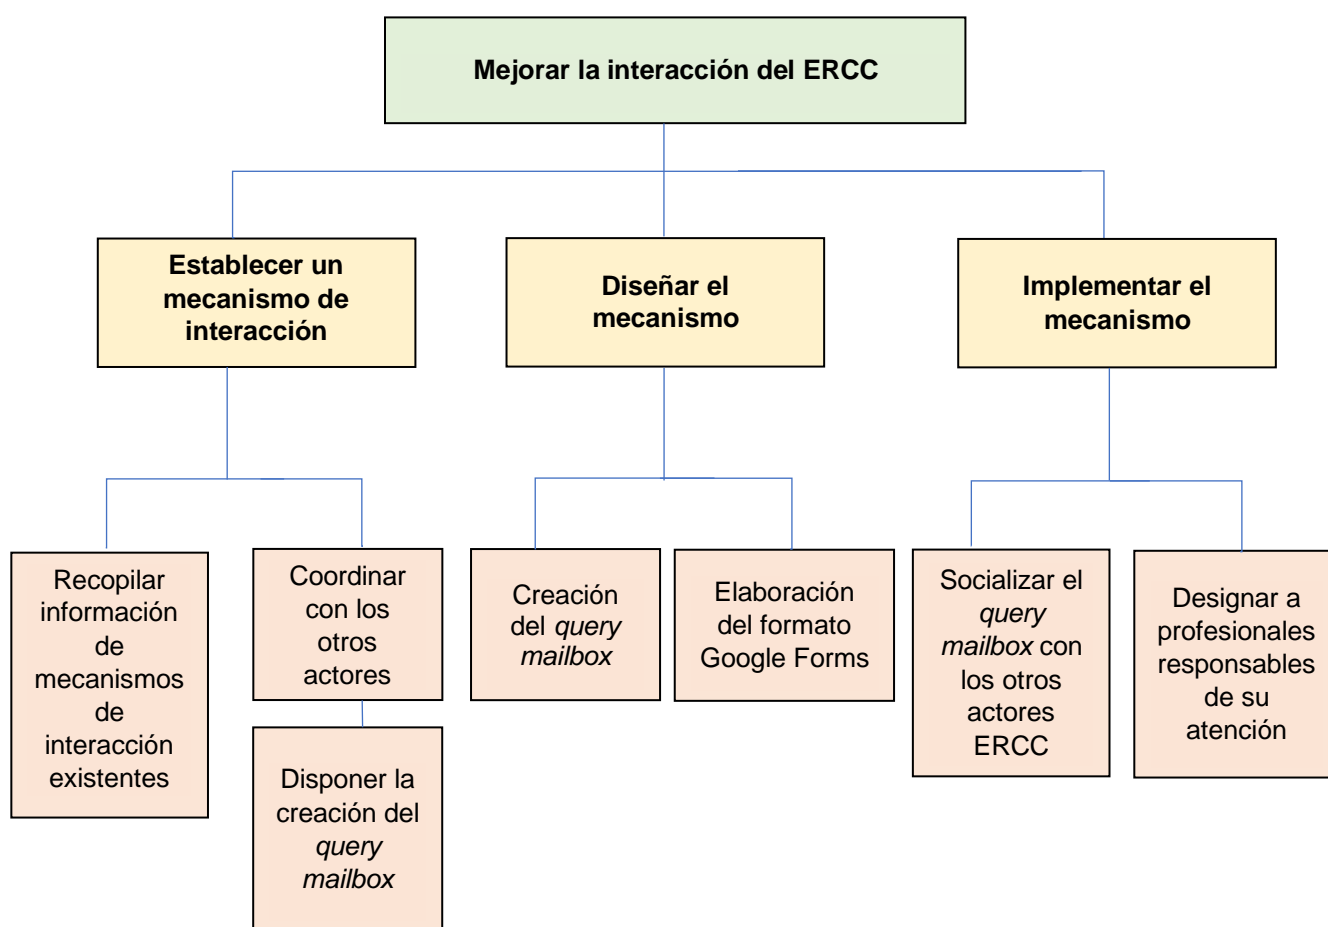 Mejorar la interacción del ERCC
Establecer un
mecanismo de
interacción
Diseñar el
mecanismo
Implementar el
mecanismo
Recopilar
información
de
mecanismos
de
interacción
existentes
Coordinar
con los
otros
actores
Disponer la
creación del
query
mailbox
Creación
del query
mailbox
Elaboración
del formato
Google Forms
Socializar el
query
mailbox con
los otros
actores
ERCC
Designar a
profesionales
responsables
de su
atención